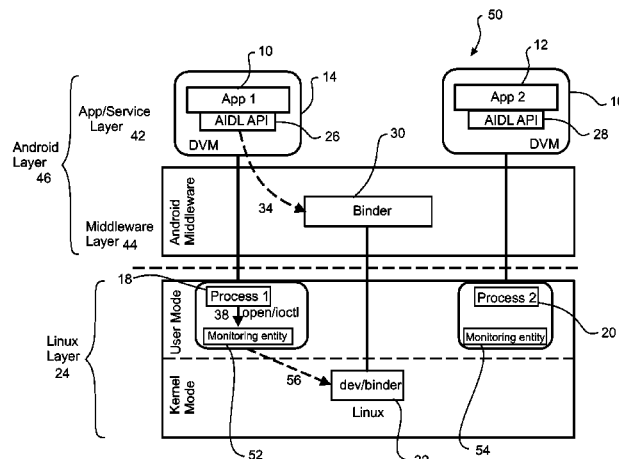 50
10
12
App 1
AIDL API
DVM
14
26
App 2
AIDL API
DVM
28
App/Service
Layer
42
Android
Layer
46
Middleware
Layer 44
Android
Middleware
30
34
Binder
18
Process 1
38
open/ioctl
Monitoring entity
Process 2
20
Monitoring entity
User Mode
Linux
Layer
24
Kernel
Mode
56
dev/binder
Linux
52
54